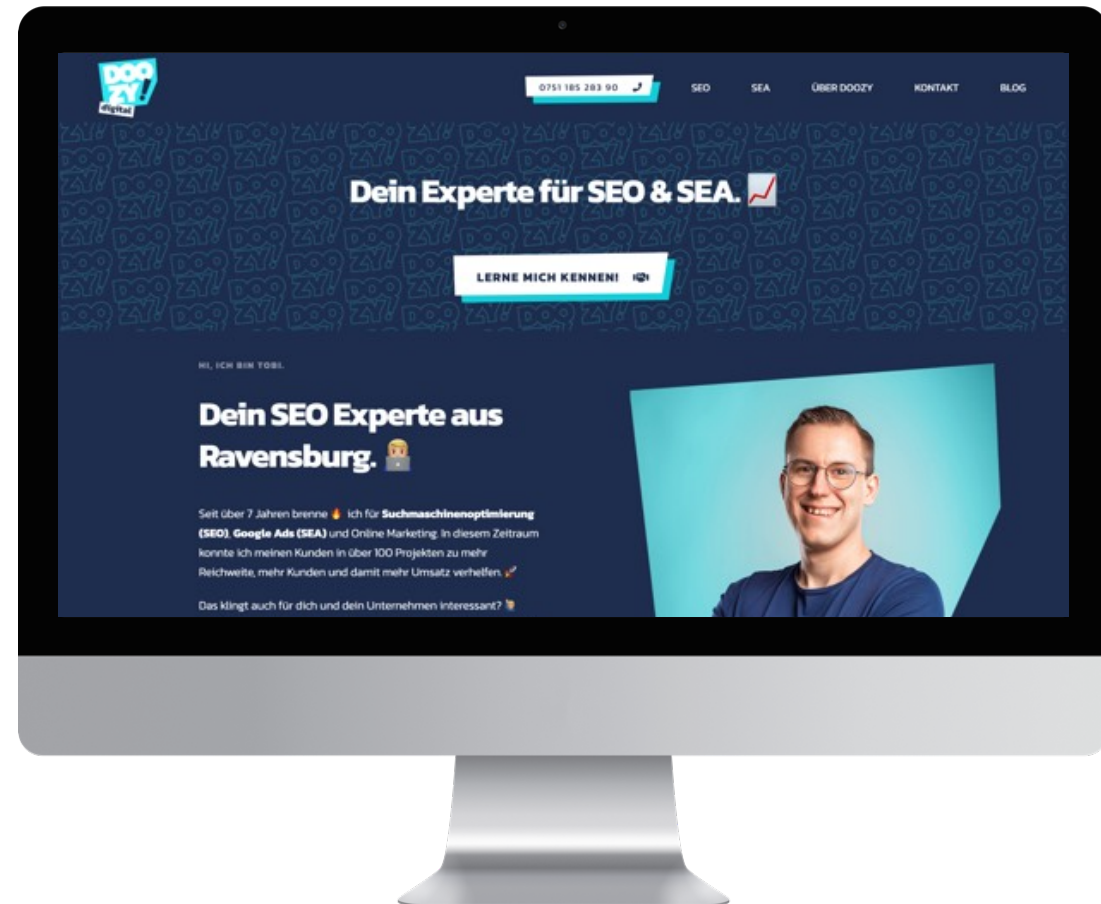 DOO
ZY!
digital
0751 185 283 90
SEO
SEA
ÜBER DOOZY
KONTAKT
BLOG
Dein Experte für SEO & SEA. 📈
LERNE MICH KENNEN!
HI, ICH BIN TOBI.
Dein SEO Experte aus
Ravensburg. 👨🏼‍💻
Seit über 7 Jahren brenne 🔥 ich für Suchmaschinenoptimierung
(SEO), Google Ads (SEA) und Online Marketing. In diesem Zeitraum
konnte ich meinen Kunden in über 100 Projekten zu mehr
Reichweite, mehr Kunden und damit mehr Umsatz verhelfen. 🚀
Das klingt auch für dich und dein Unternehmen interessant? 🙋🏼